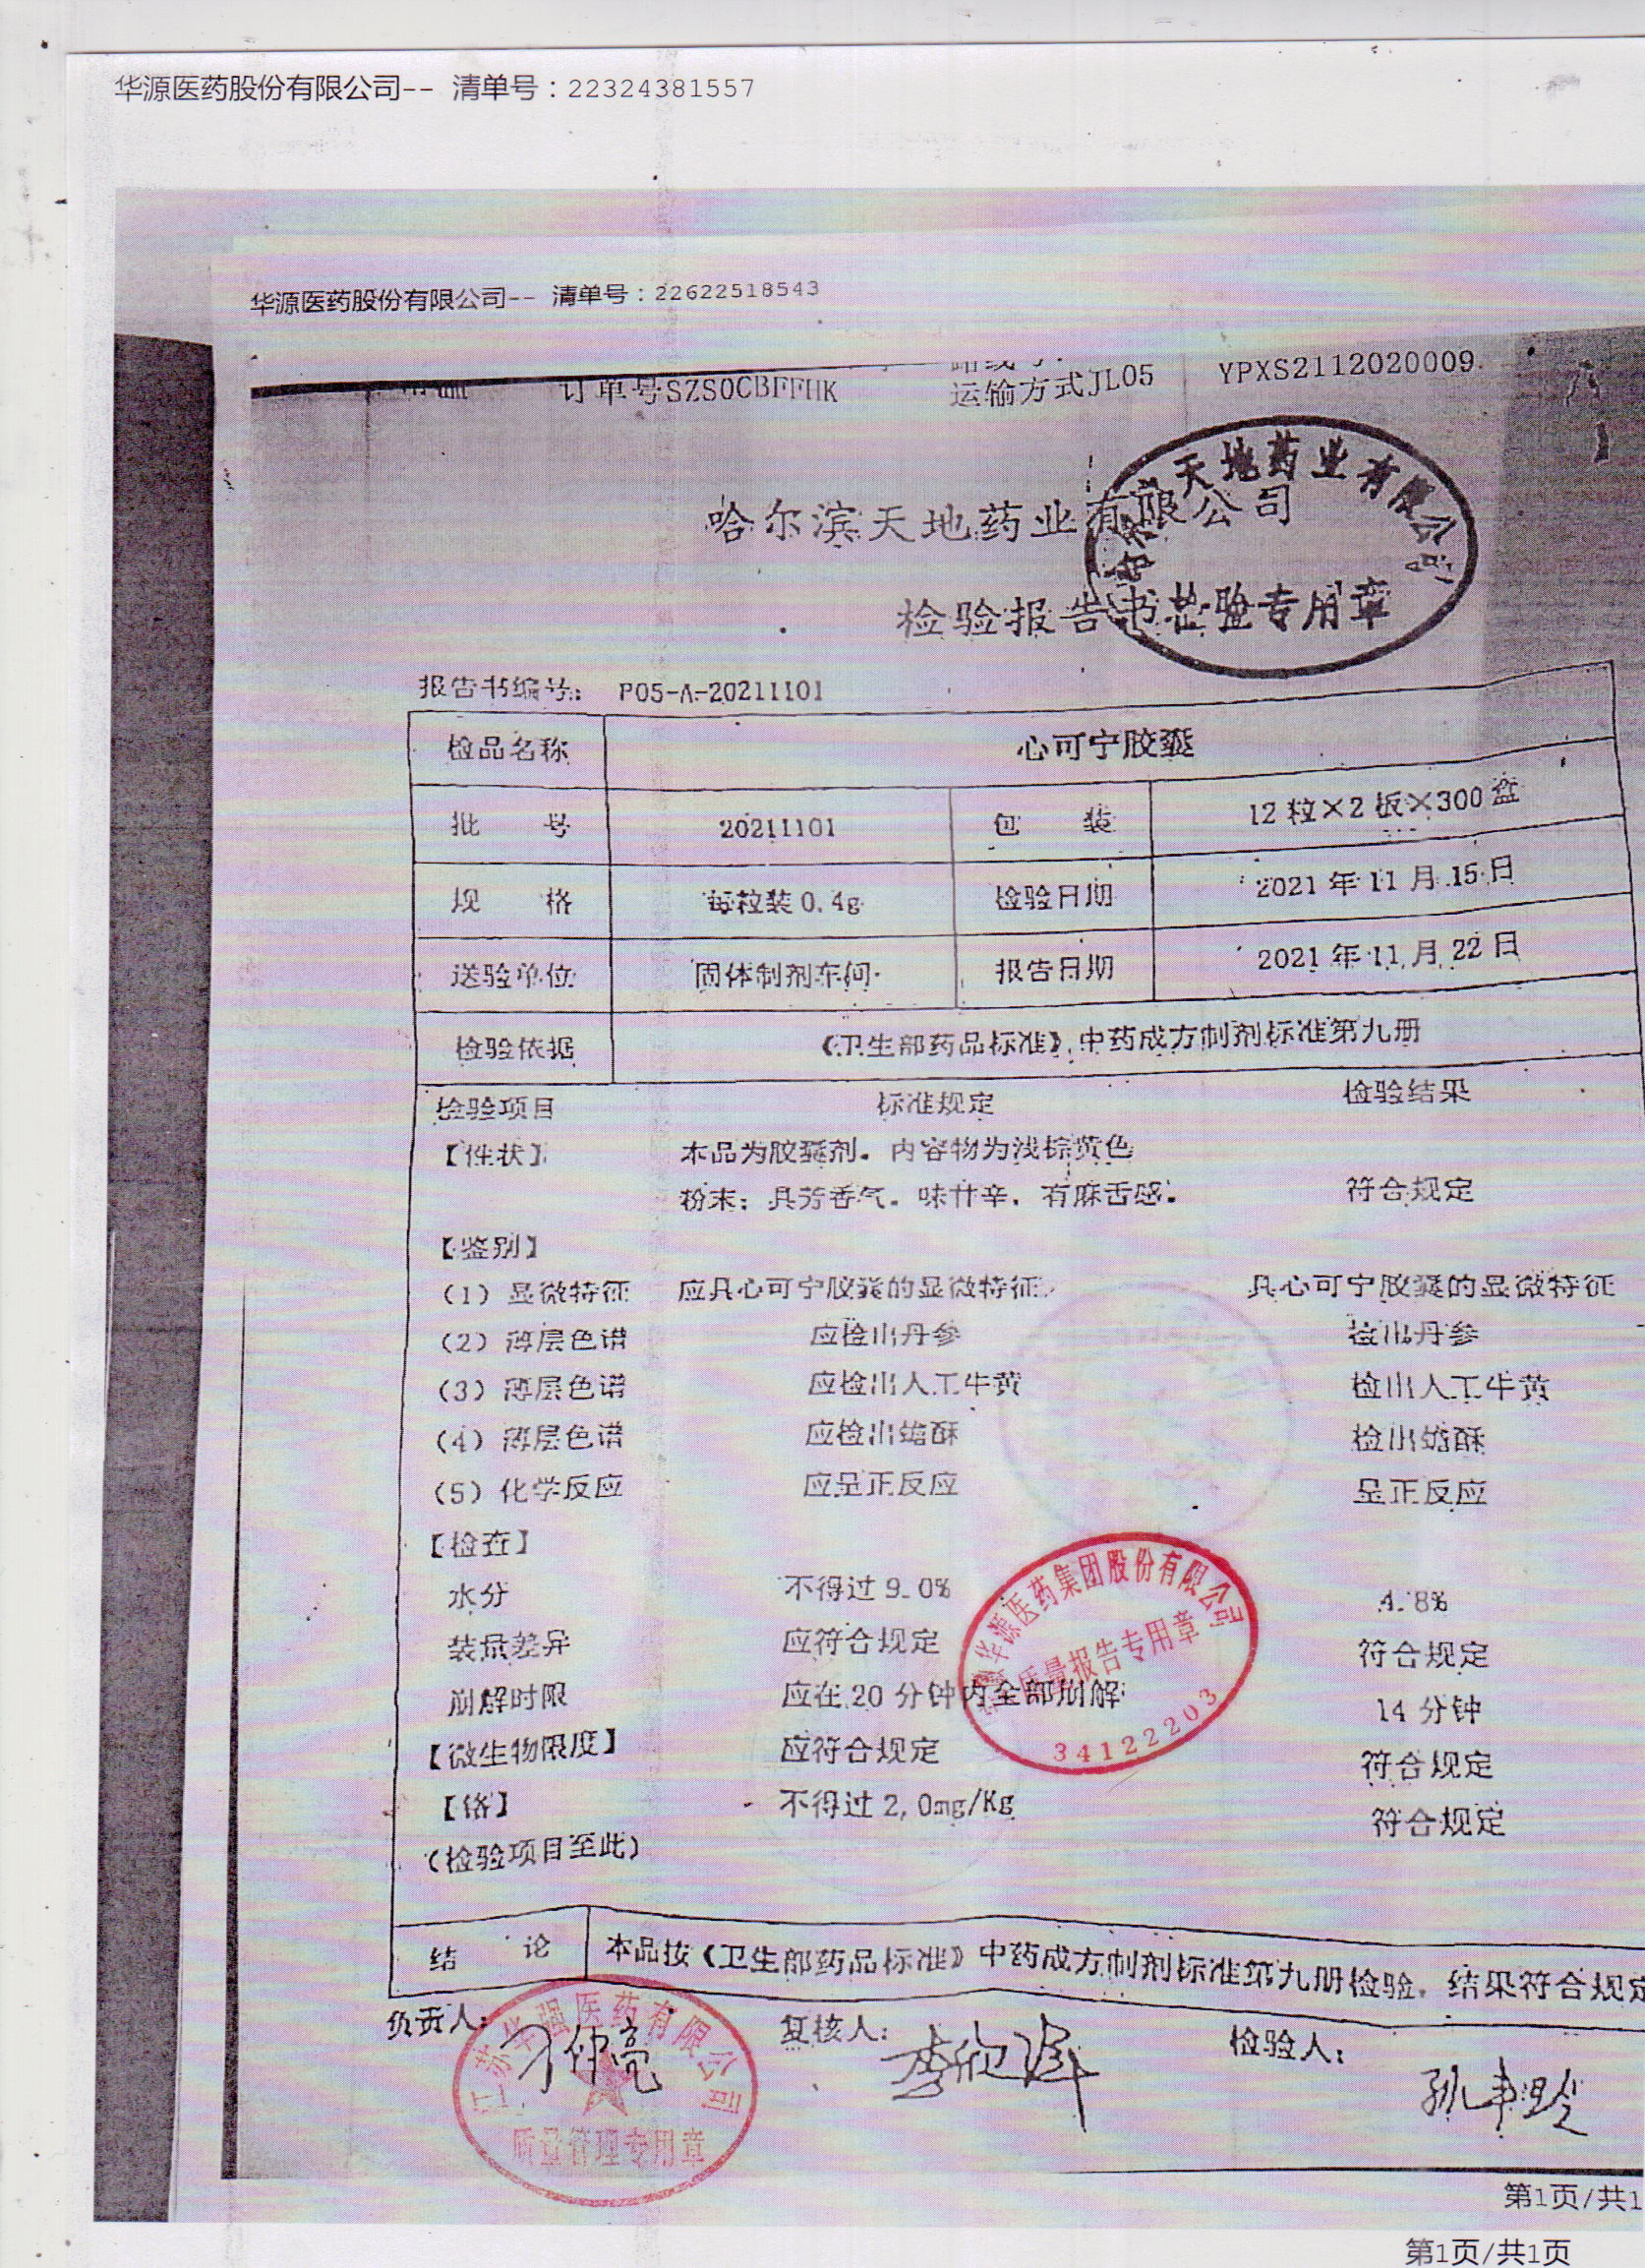 华源医药股份有限公司-- 清单号：22324381557
华源医药股份有限公司-- 清单号：22622518543
订单号SZSOCBFFHK 运输方式JL05 YPXS2112020009
哈尔滨天地药业有限公司
天地药业有限公司
检验报告书
检验专用章
报告书编号： P05-A-20211101
检品名称 心可宁胶囊
批 号 20211101 包 装 12粒×2板×300盒
规 格 每粒装0.4g 检验日期 2021年11月15日
送验单位 固体制剂车间 报告日期 2021年11月22日
检验依据 《卫生部药品标准》中药成方制剂标准第九册
检验项目 标准规定 检验结果
【性状】 本品为胶囊剂。内容物为浅棕黄色
粉末；具芳香气。味甘辛，有麻舌感。 符合规定
【鉴别】
（1）显微特征 应具心可宁胶囊的显微特征 具心可宁胶囊的显微特征
（2）薄层色谱 应检出丹参 检出丹参
（3）薄层色谱 应检出人工牛黄 检出人工牛黄
（4）薄层色谱 应检出蟾酥 检出蟾酥
（5）化学反应 应呈正反应 呈正反应
【检查】
水分 不得过9.0% 4.8%
装量差异 应符合规定 符合规定
崩解时限 应在20分钟内全部崩解 14分钟
【微生物限度】 应符合规定 符合规定
【铬】 不得过2.0mg/Kg 符合规定
（检验项目至此）
华源医药集团股份有限公司
质量报告专用章
34122203
结 论 本品按《卫生部药品标准》中药成方制剂标准第九册检验，结果符合规定
负责人： 刁仲亮 复核人： 检验人：
江苏华强医药有限公司
质量管理专用章
第1页/共1
第1页/共1页